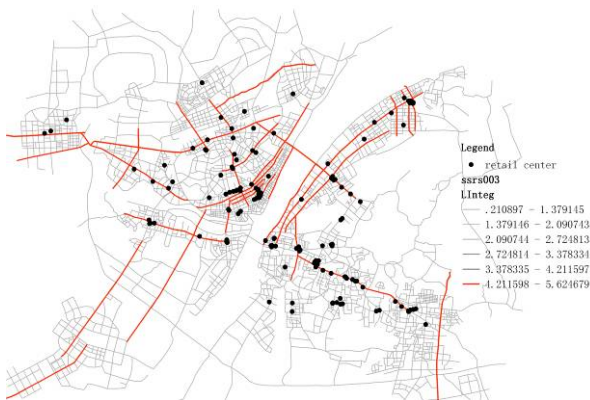 Legend
retail center
ssrs003
LInteg
.210897 - 1.379145
1.379146 - 2.090743
2.090744 - 2.724813
2.724814 - 3.378334
3.378335 - 4.211597
4.211598 - 5.624679